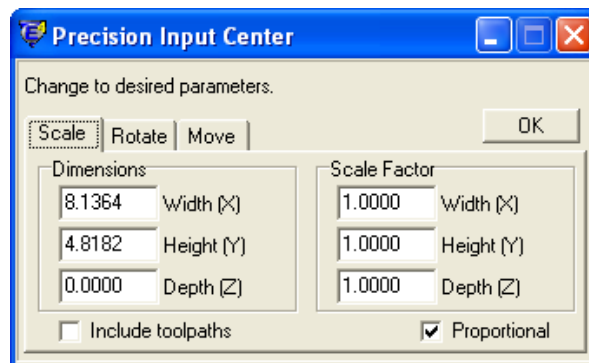 Precision Input Center
Change to desired parameters.
OK
Scale Rotate Move
Dimensions Scale Factor
8.1364 Width (X) 1.0000 Width (X)
4.8182 Height (Y) 1.0000 Height (Y)
0.0000 Depth (Z) 1.0000 Depth (Z)
Include toolpaths Proportional